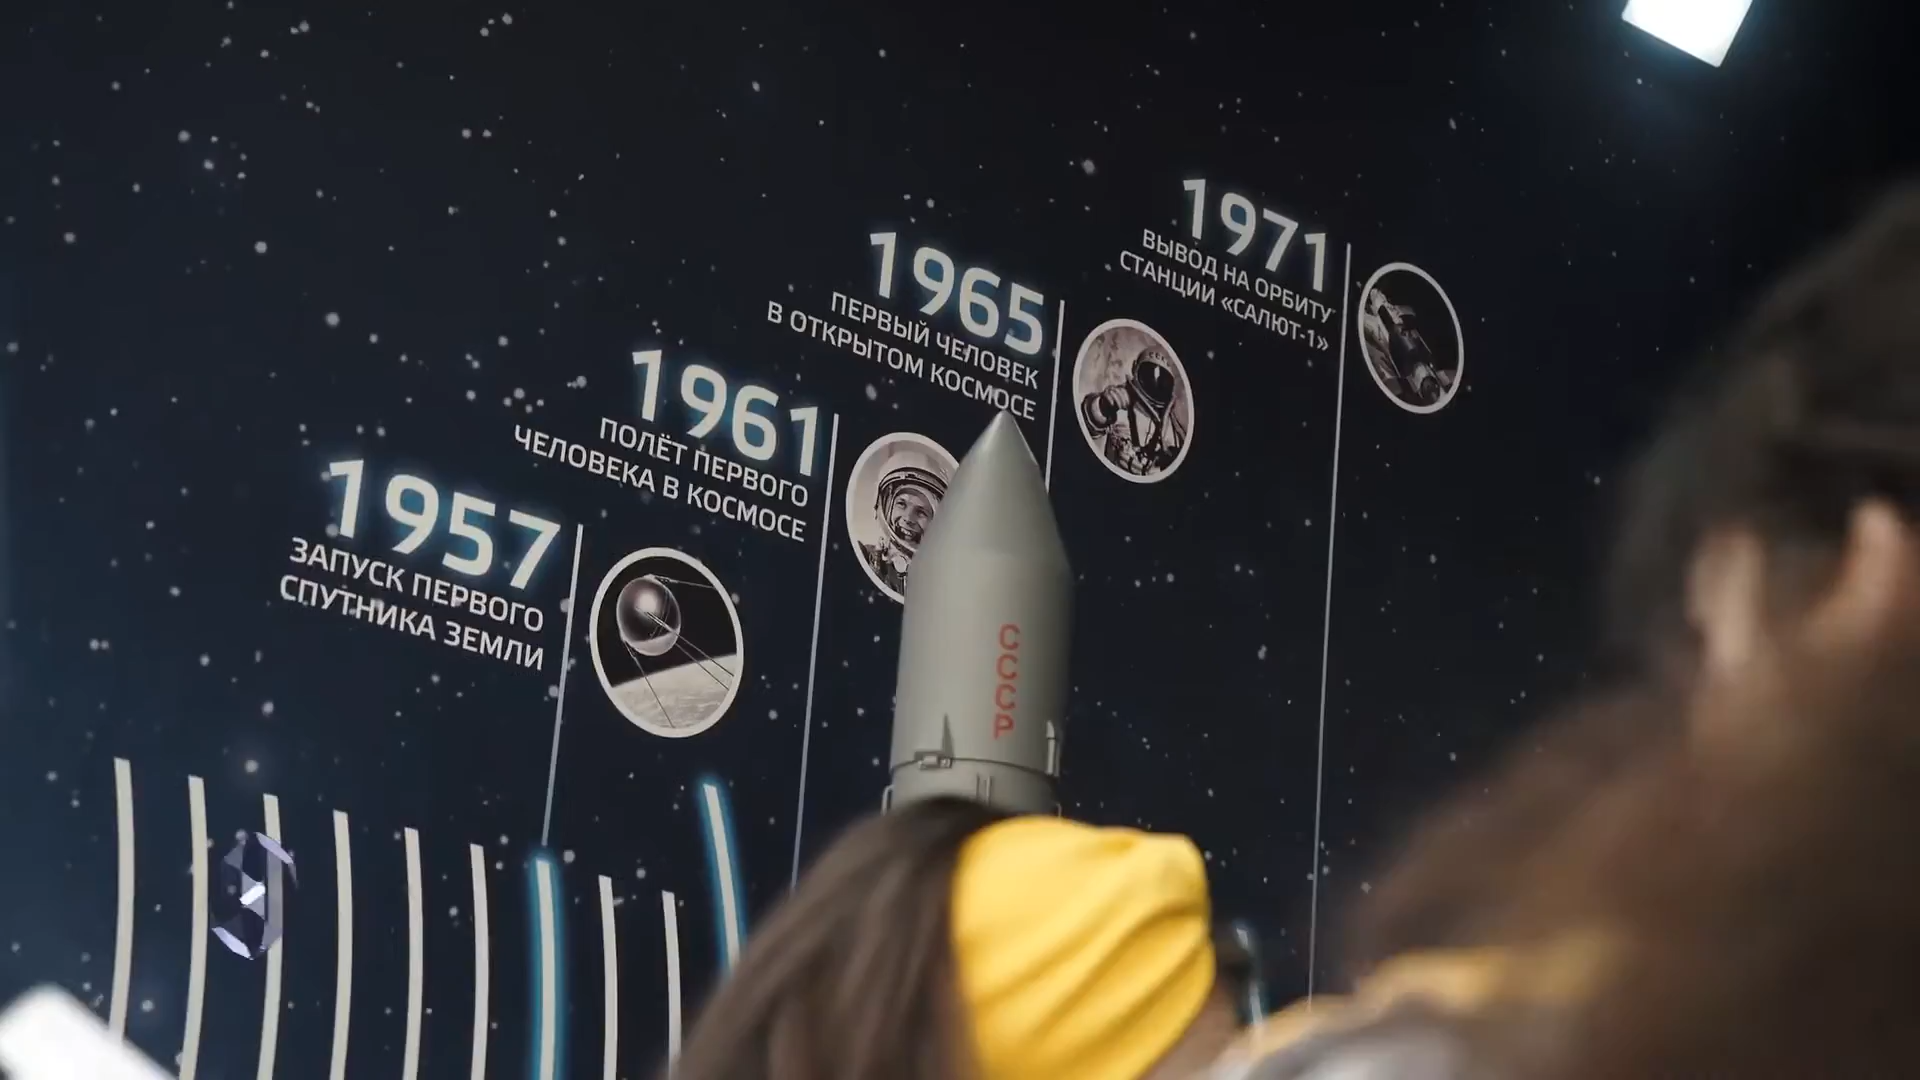 1957
ЗАПУСК ПЕРВОГО
СПУТНИКА ЗЕМЛИ
1961
ПОЛЁТ ПЕРВОГО
ЧЕЛОВЕКА В КОСМОСЕ
1965
ПЕРВЫЙ ЧЕЛОВЕК
В ОТКРЫТОМ КОСМОСЕ
1971
ВЫВОД НА ОРБИТУ
СТАНЦИИ «САЛЮТ-1»
СССР
СССР